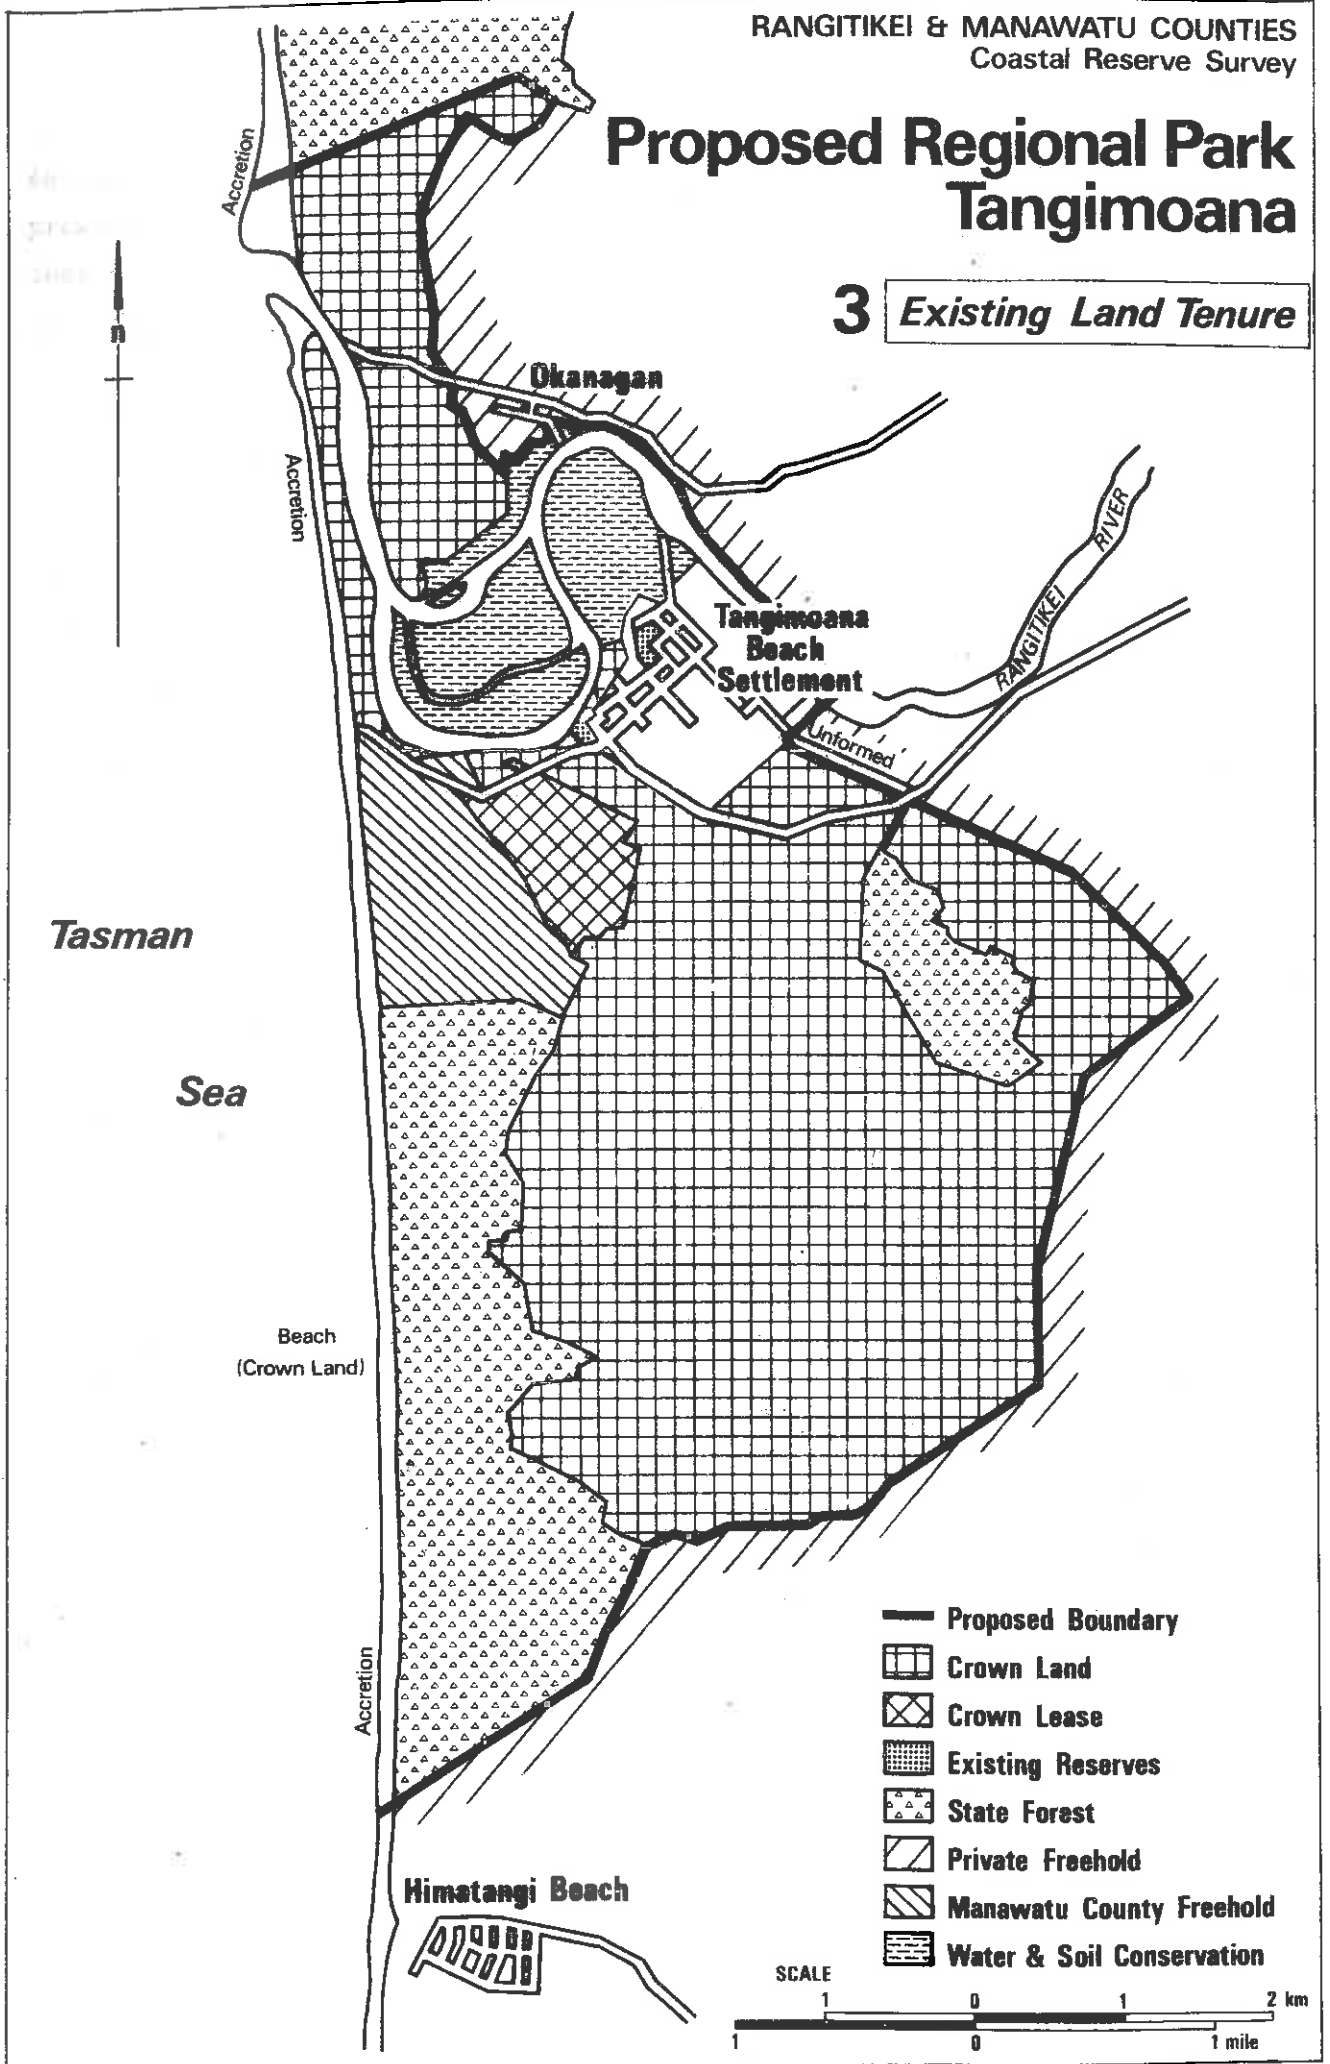 RANGITIKEI & MANAWATU COUNTIES
Coastal Reserve Survey
Proposed Regional Park
Tangimoana
3 Existing Land Tenure
Accretion
n
Okanagan
Accretion
RANGITIKEI RIVER
Tangimoana
Beach
Settlement
Unformed
Tasman
Sea
Beach
(Crown Land)
Accretion
Proposed Boundary
Crown Land
Crown Lease
Existing Reserves
State Forest
Private Freehold
Manawatu County Freehold
Water & Soil Conservation
Himatangi Beach
SCALE
1 0 1 2 km
1 0 1 mile